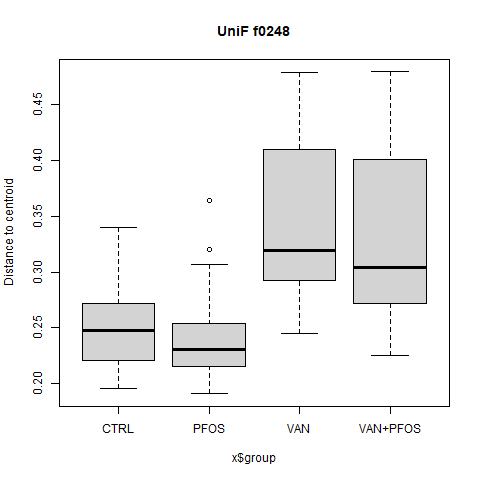 UniF f0248
Distance to centroid
0.45
0.40
0.35
0.30
0.25
0.20
CTRL PFOS VAN VAN+PFOS
x$group